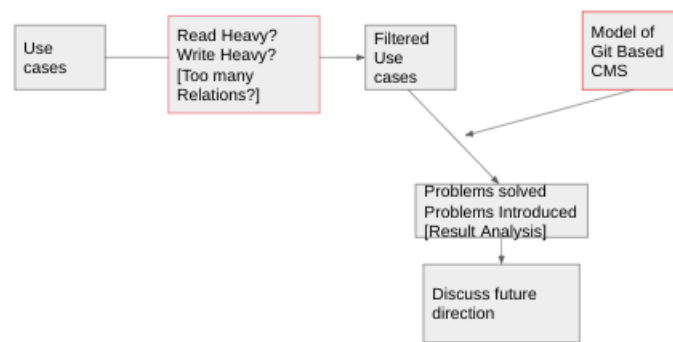 Use
cases
Read Heavy?
Write Heavy?
[Too many
Relations?]
Filtered
Use
cases
Model of
Git Based
CMS
Problems solved
Problems Introduced
[Result Analysis]
Discuss future
direction